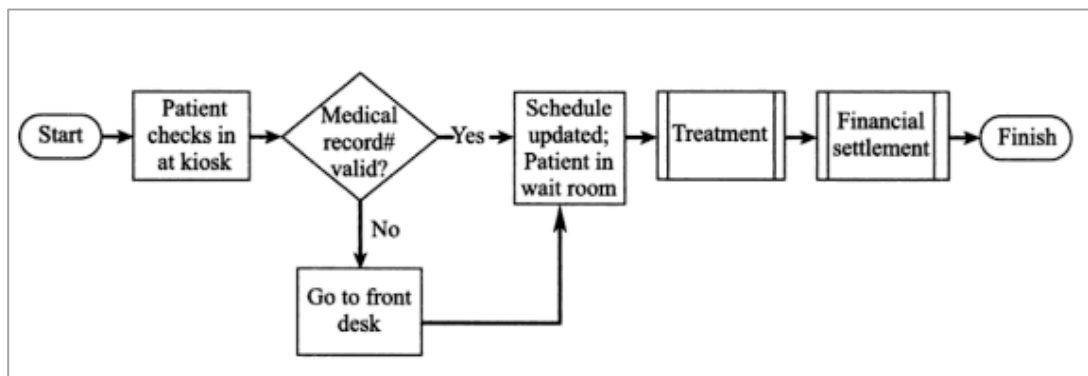 Start
Patient
checks in
at kiosk
Medical
record#
valid?
Yes
Schedule
updated;
Patient in
wait room
Treatment
Financial
settlement
Finish
No
Go to front
desk